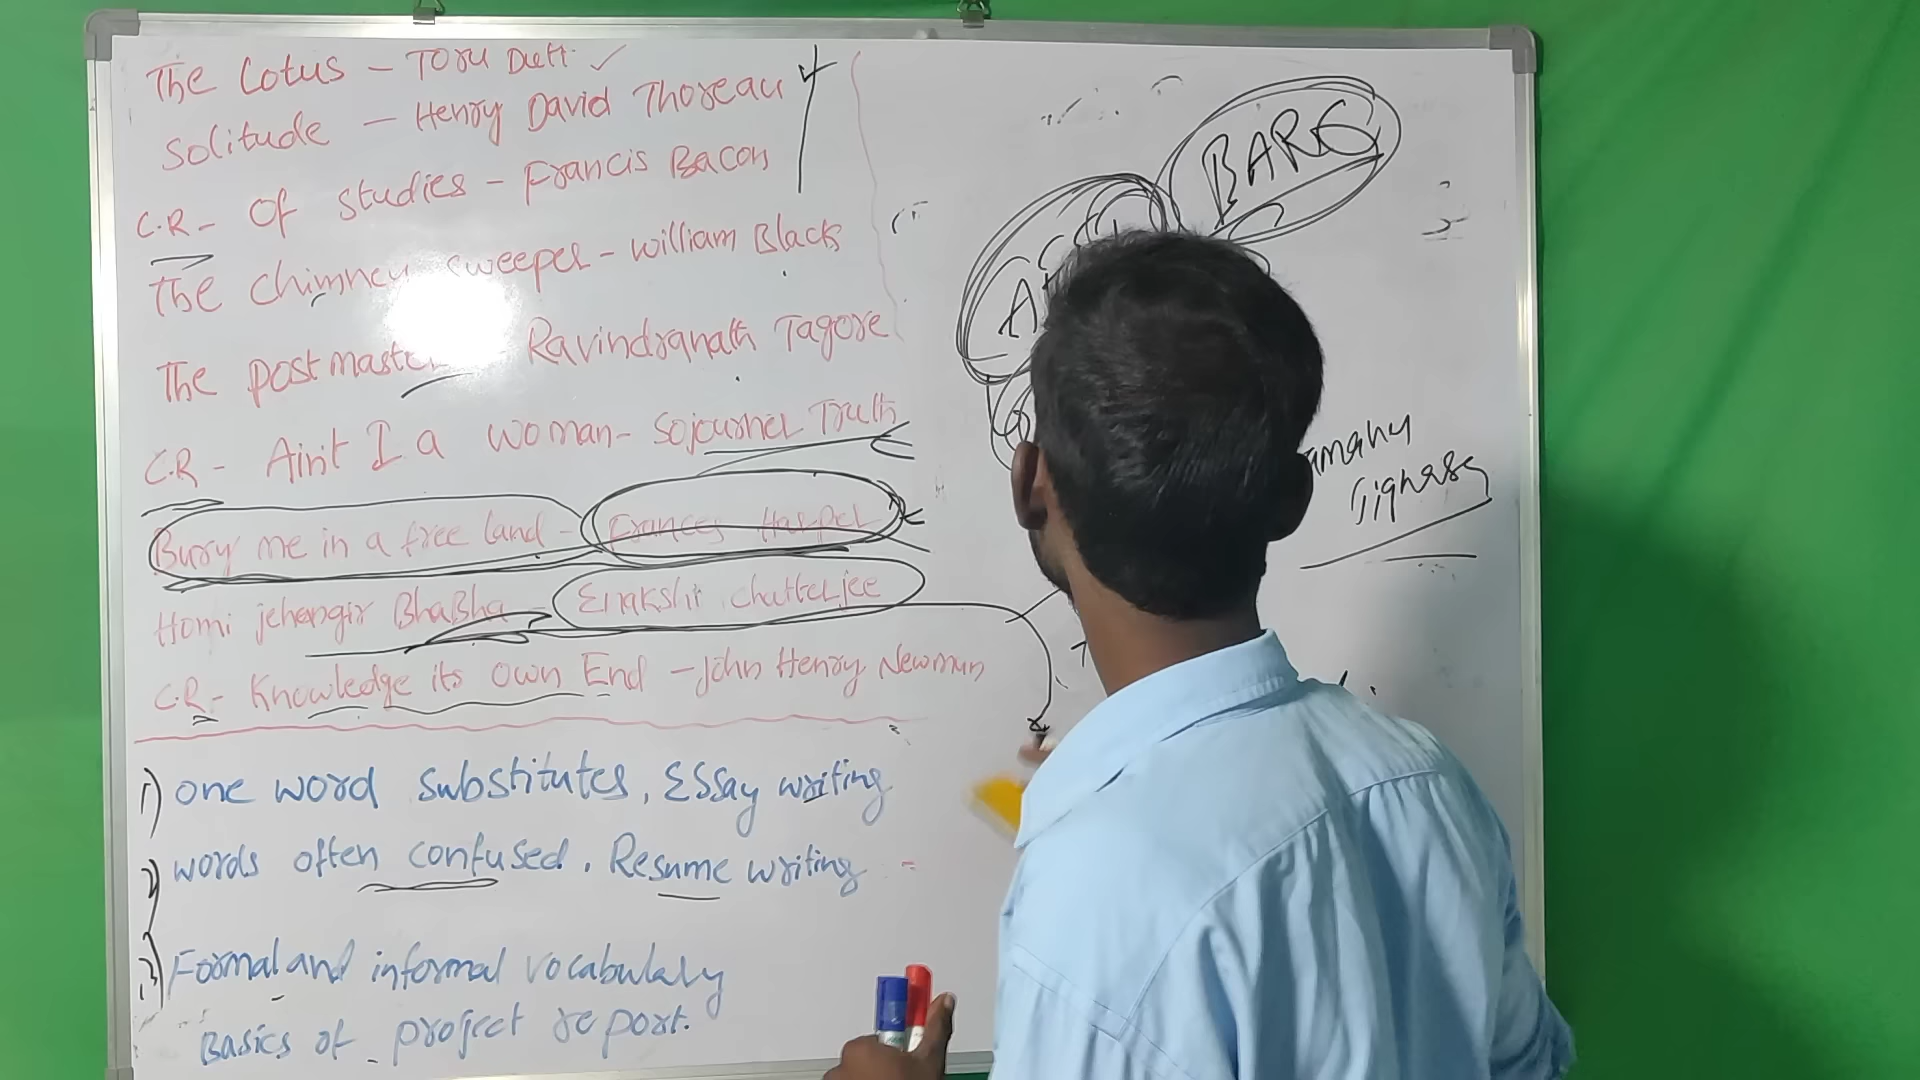 The Lotus - Toru Dutt
Solitude - Henry David Thoreau
C.R - Of studies - Francis Bacon
The Chimney sweeper - William Black
The postmaster - Ravindranath Tagore
C.R - Ain't I a woman - Sojourner Truth
Bury me in a free land - Frances Harper
Homi jehangir BhaBha - Enakshi chatterjee
C.R - Knowledge its Own End - John Henry Newman
1) one word substitutes, Essay writing
2) words often confused. Resume writing
3) Formal and informal vocabulary
Basics of project report.
BARC